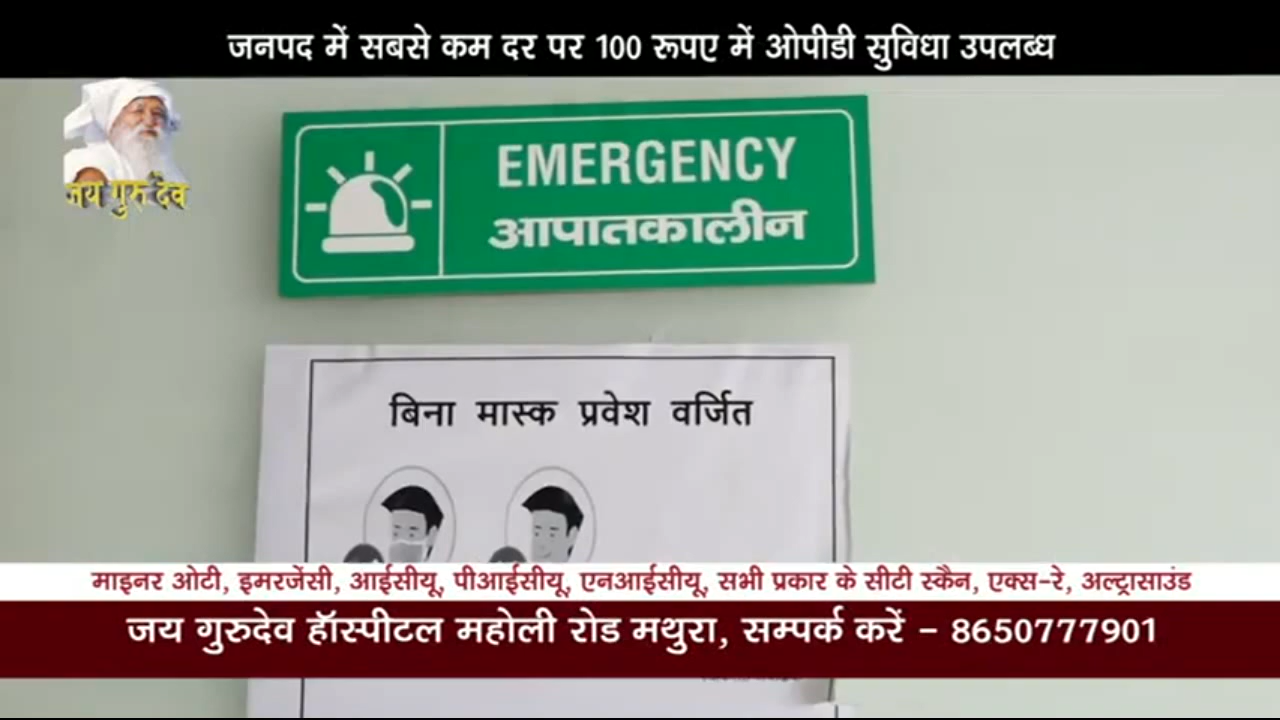 जनपद में सबसे कम दर पर 100 रूपए में ओपीडी सुविधा उपलब्ध
जय गुरु देव
EMERGENCY
आपातकालीन
बिना मास्क प्रवेश वर्जित
माइनर ओटी, इमरजेंसी, आईसीयू, पीआईसीयू, एनआईसीयू, सभी प्रकार के सीटी स्कैन, एक्स-रे, अल्ट्रासाउंड
जय गुरुदेव हॉस्पीटल महोली रोड मथुरा, सम्पर्क करें - 8650777901